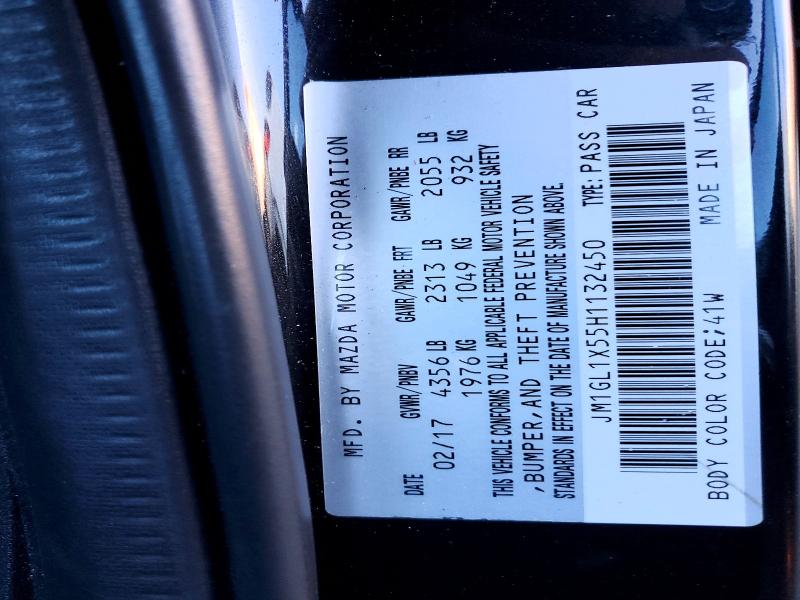 MFD. BY MAZDA MOTOR CORPORATION
DATE GVWR/PNBV GAWR/PNBE FRT GAWR/PNBE RR
02/17 4356 LB 2313 LB 2055 LB
1976 KG 1049 KG 932 KG
THIS VEHICLE CONFORMS TO ALL APPLICABLE FEDERAL MOTOR VEHICLE SAFETY
,BUMPER,AND THEFT PREVENTION
STANDARDS IN EFFECT ON THE DATE OF MANUFACTURE SHOWN ABOVE.
JM1GL1X55H1132450 TYPE: PASS CAR
BODY COLOR CODE;41W MADE IN JAPAN